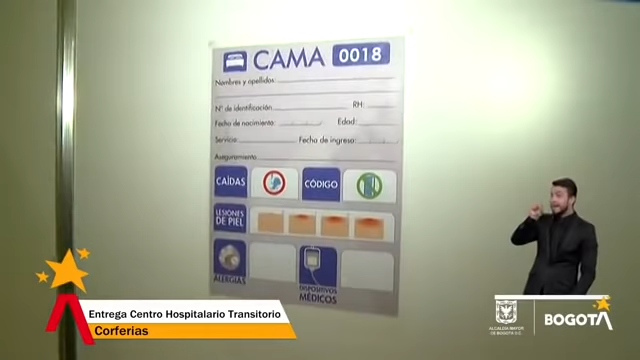 CAMA 0018
Nombres y apellidos:
N° de identificación: RH:
Fecha de nacimiento: Edad:
Servicio: Fecha de ingreso:
Aseguramiento:
CAÍDAS
CÓDIGO
LESIONES
DE PIEL
ALERGIAS
DISPOSITIVOS
MÉDICOS
Entrega Centro Hospitalario Transitorio
Corferias
ALCALDÍA MAYOR
DE BOGOTÁ D.C.
BOGOTÁ